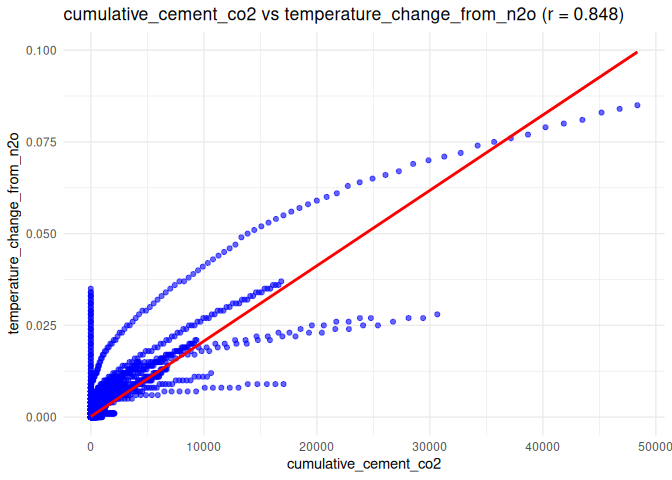 cumulative_cement_co2 vs temperature_change_from_n2o (r = 0.848)
0.100
0.075
0.050
0.025
0.000
temperature_change_from_n2o
0 10000 20000 30000 40000 50000
cumulative_cement_co2